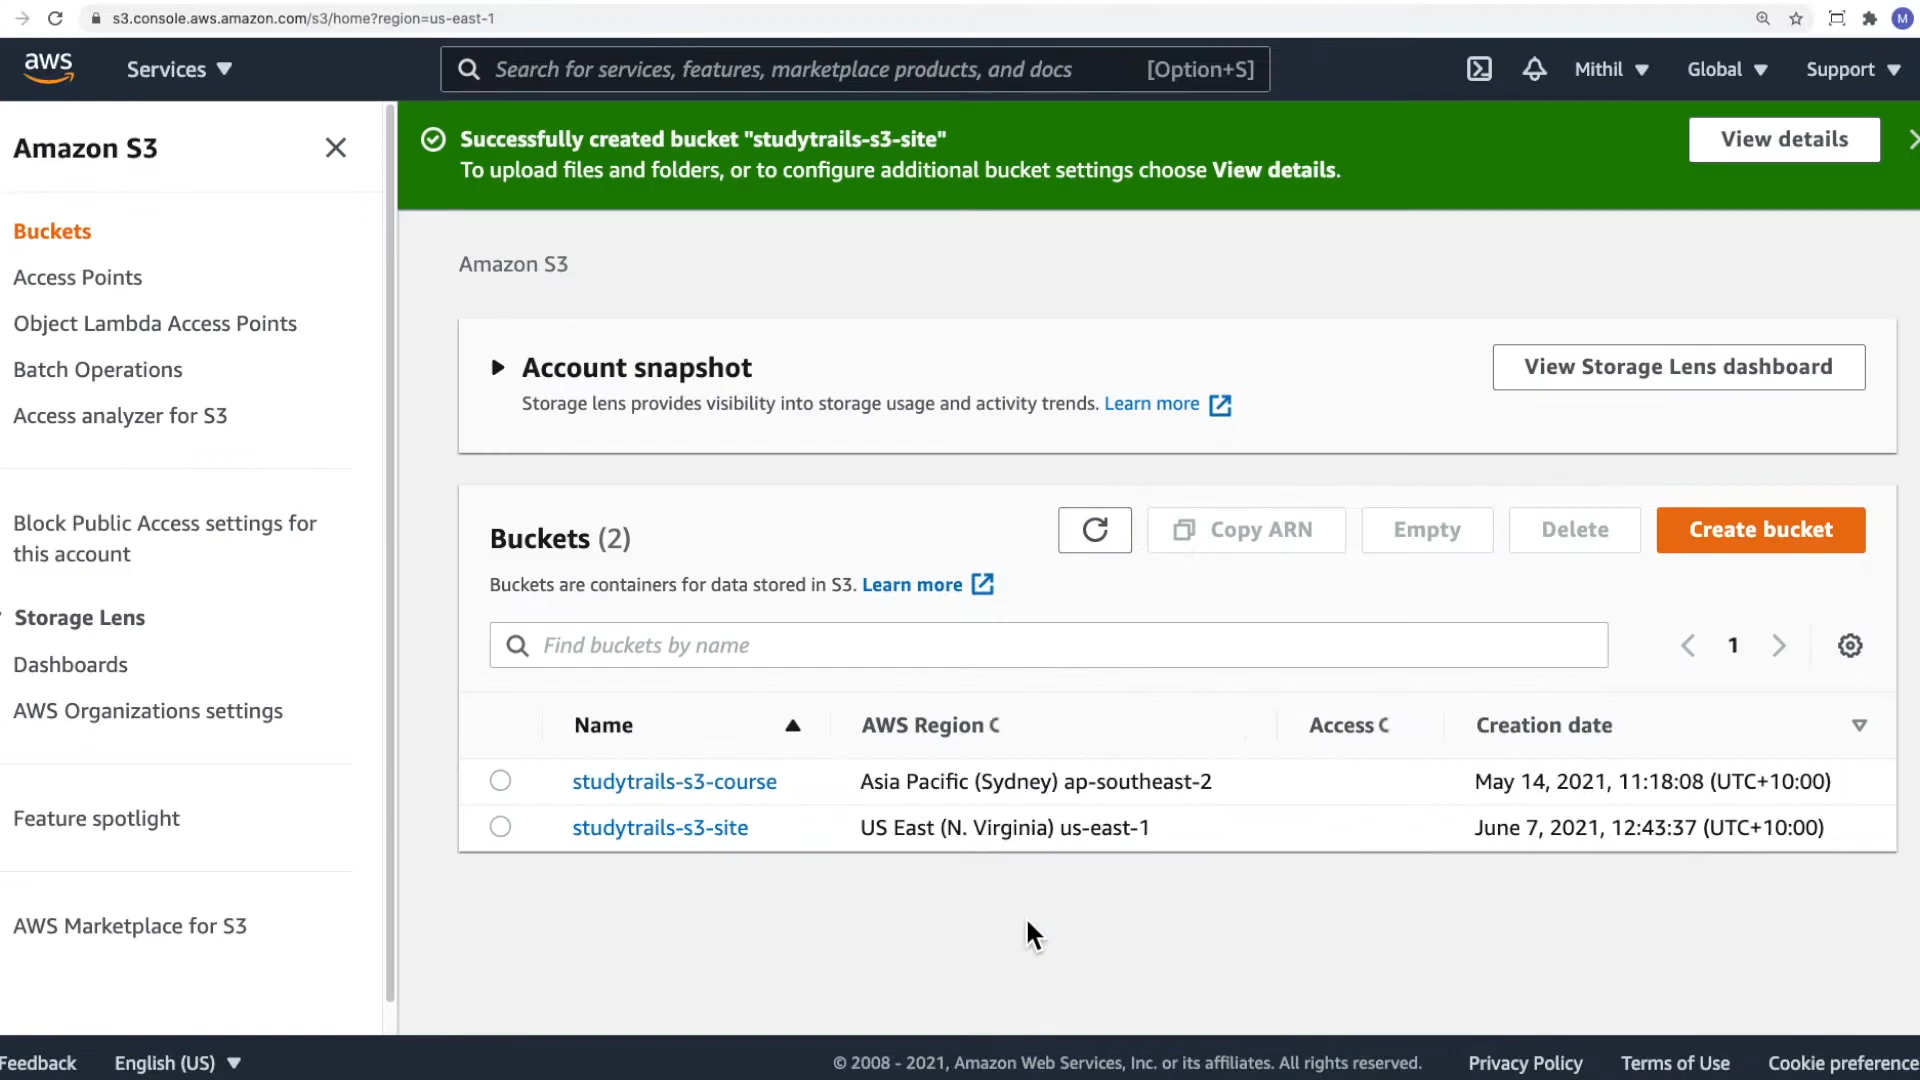 s3.console.aws.amazon.com/s3/home?region=us-east-1
M
aws
Services
Search for services, features, marketplace products, and docs [Option+S]
Mithil
Global
Support
Amazon S3
Buckets
Access Points
Object Lambda Access Points
Batch Operations
Access analyzer for S3
Block Public Access settings for
this account
Storage Lens
Dashboards
AWS Organizations settings
Feature spotlight
AWS Marketplace for S3
Successfully created bucket "studytrails-s3-site"
To upload files and folders, or to configure additional bucket settings choose View details.
View details
Amazon S3
Account snapshot
Storage lens provides visibility into storage usage and activity trends. Learn more
View Storage Lens dashboard
Buckets (2)
Copy ARN
Empty
Delete
Create bucket
Buckets are containers for data stored in S3. Learn more
Find buckets by name
1
Name AWS Region Access Creation date
studytrails-s3-course Asia Pacific (Sydney) ap-southeast-2 May 14, 2021, 11:18:08 (UTC+10:00)
studytrails-s3-site US East (N. Virginia) us-east-1 June 7, 2021, 12:43:37 (UTC+10:00)
Feedback English (US) © 2008 - 2021, Amazon Web Services, Inc. or its affiliates. All rights reserved. Privacy Policy Terms of Use Cookie preference